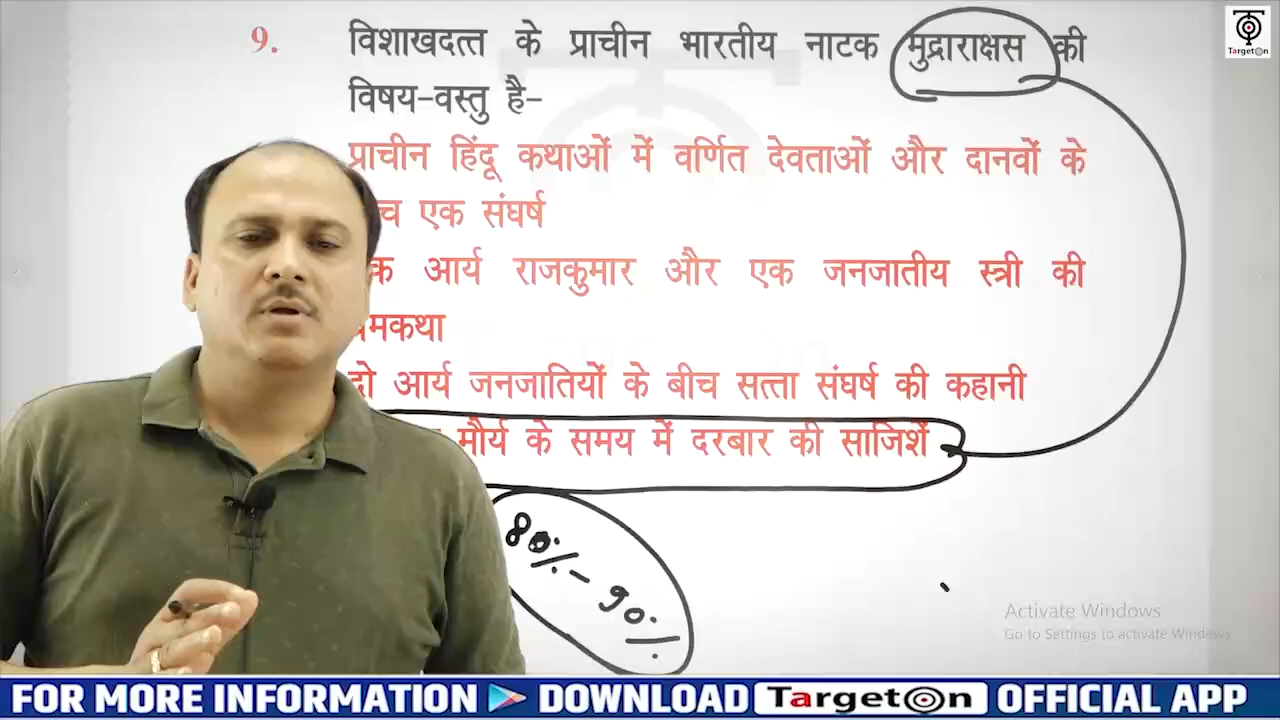 9. विशाखदत्त के प्राचीन भारतीय नाटक मुद्राराक्षस की
विषय-वस्तु है-
प्राचीन हिंदू कथाओं में वर्णित देवताओं और दानवों के
एक संघर्ष
आर्य राजकुमार और एक जनजातीय स्त्री की
दो आर्य जनजातियों के बीच सत्ता संघर्ष की कहानी
मौर्य के समय में दरबार की साजिशें
80% - 90%
TargetOn
Activate Windows
Go to Settings to activate Windows
FOR MORE INFORMATION DOWNLOAD TargetOn OFFICIAL APP